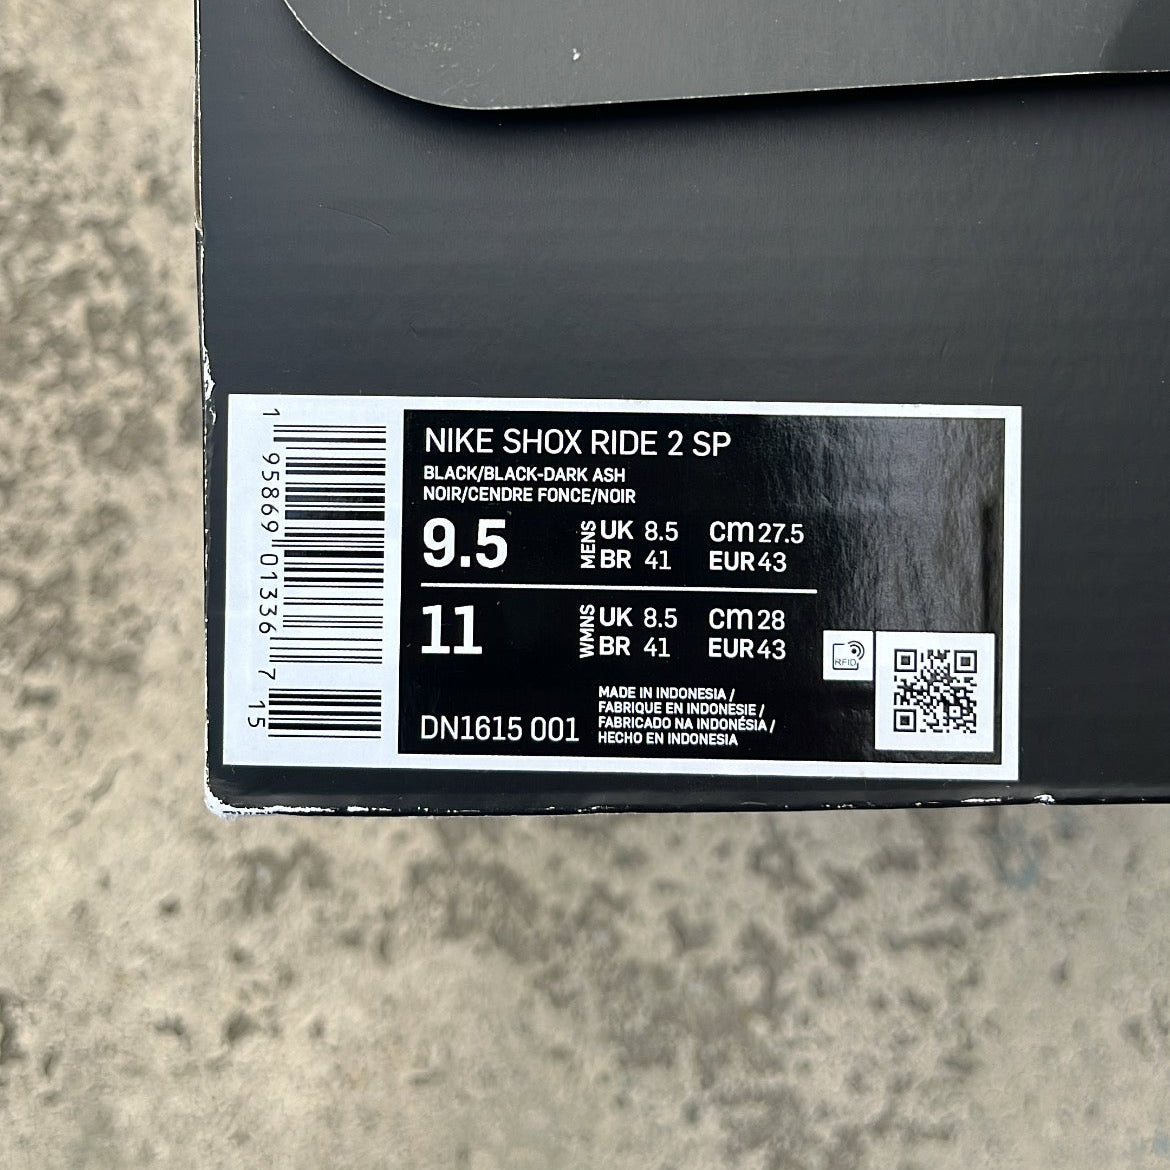 1 95869 01336 7 15
NIKE SHOX RIDE 2 SP
BLACK/BLACK-DARK ASH
NOIR/CENDRE FONCE/NOIR
9.5 MENS UK 8.5 cm 27.5
BR 41 EUR 43
11 WMNS UK 8.5 cm 28
BR 41 EUR 43
RFID
MADE IN INDONESIA /
FABRIQUE EN INDONESIE /
FABRICADO NA INDONÉSIA /
HECHO EN INDONESIA
DN1615 001